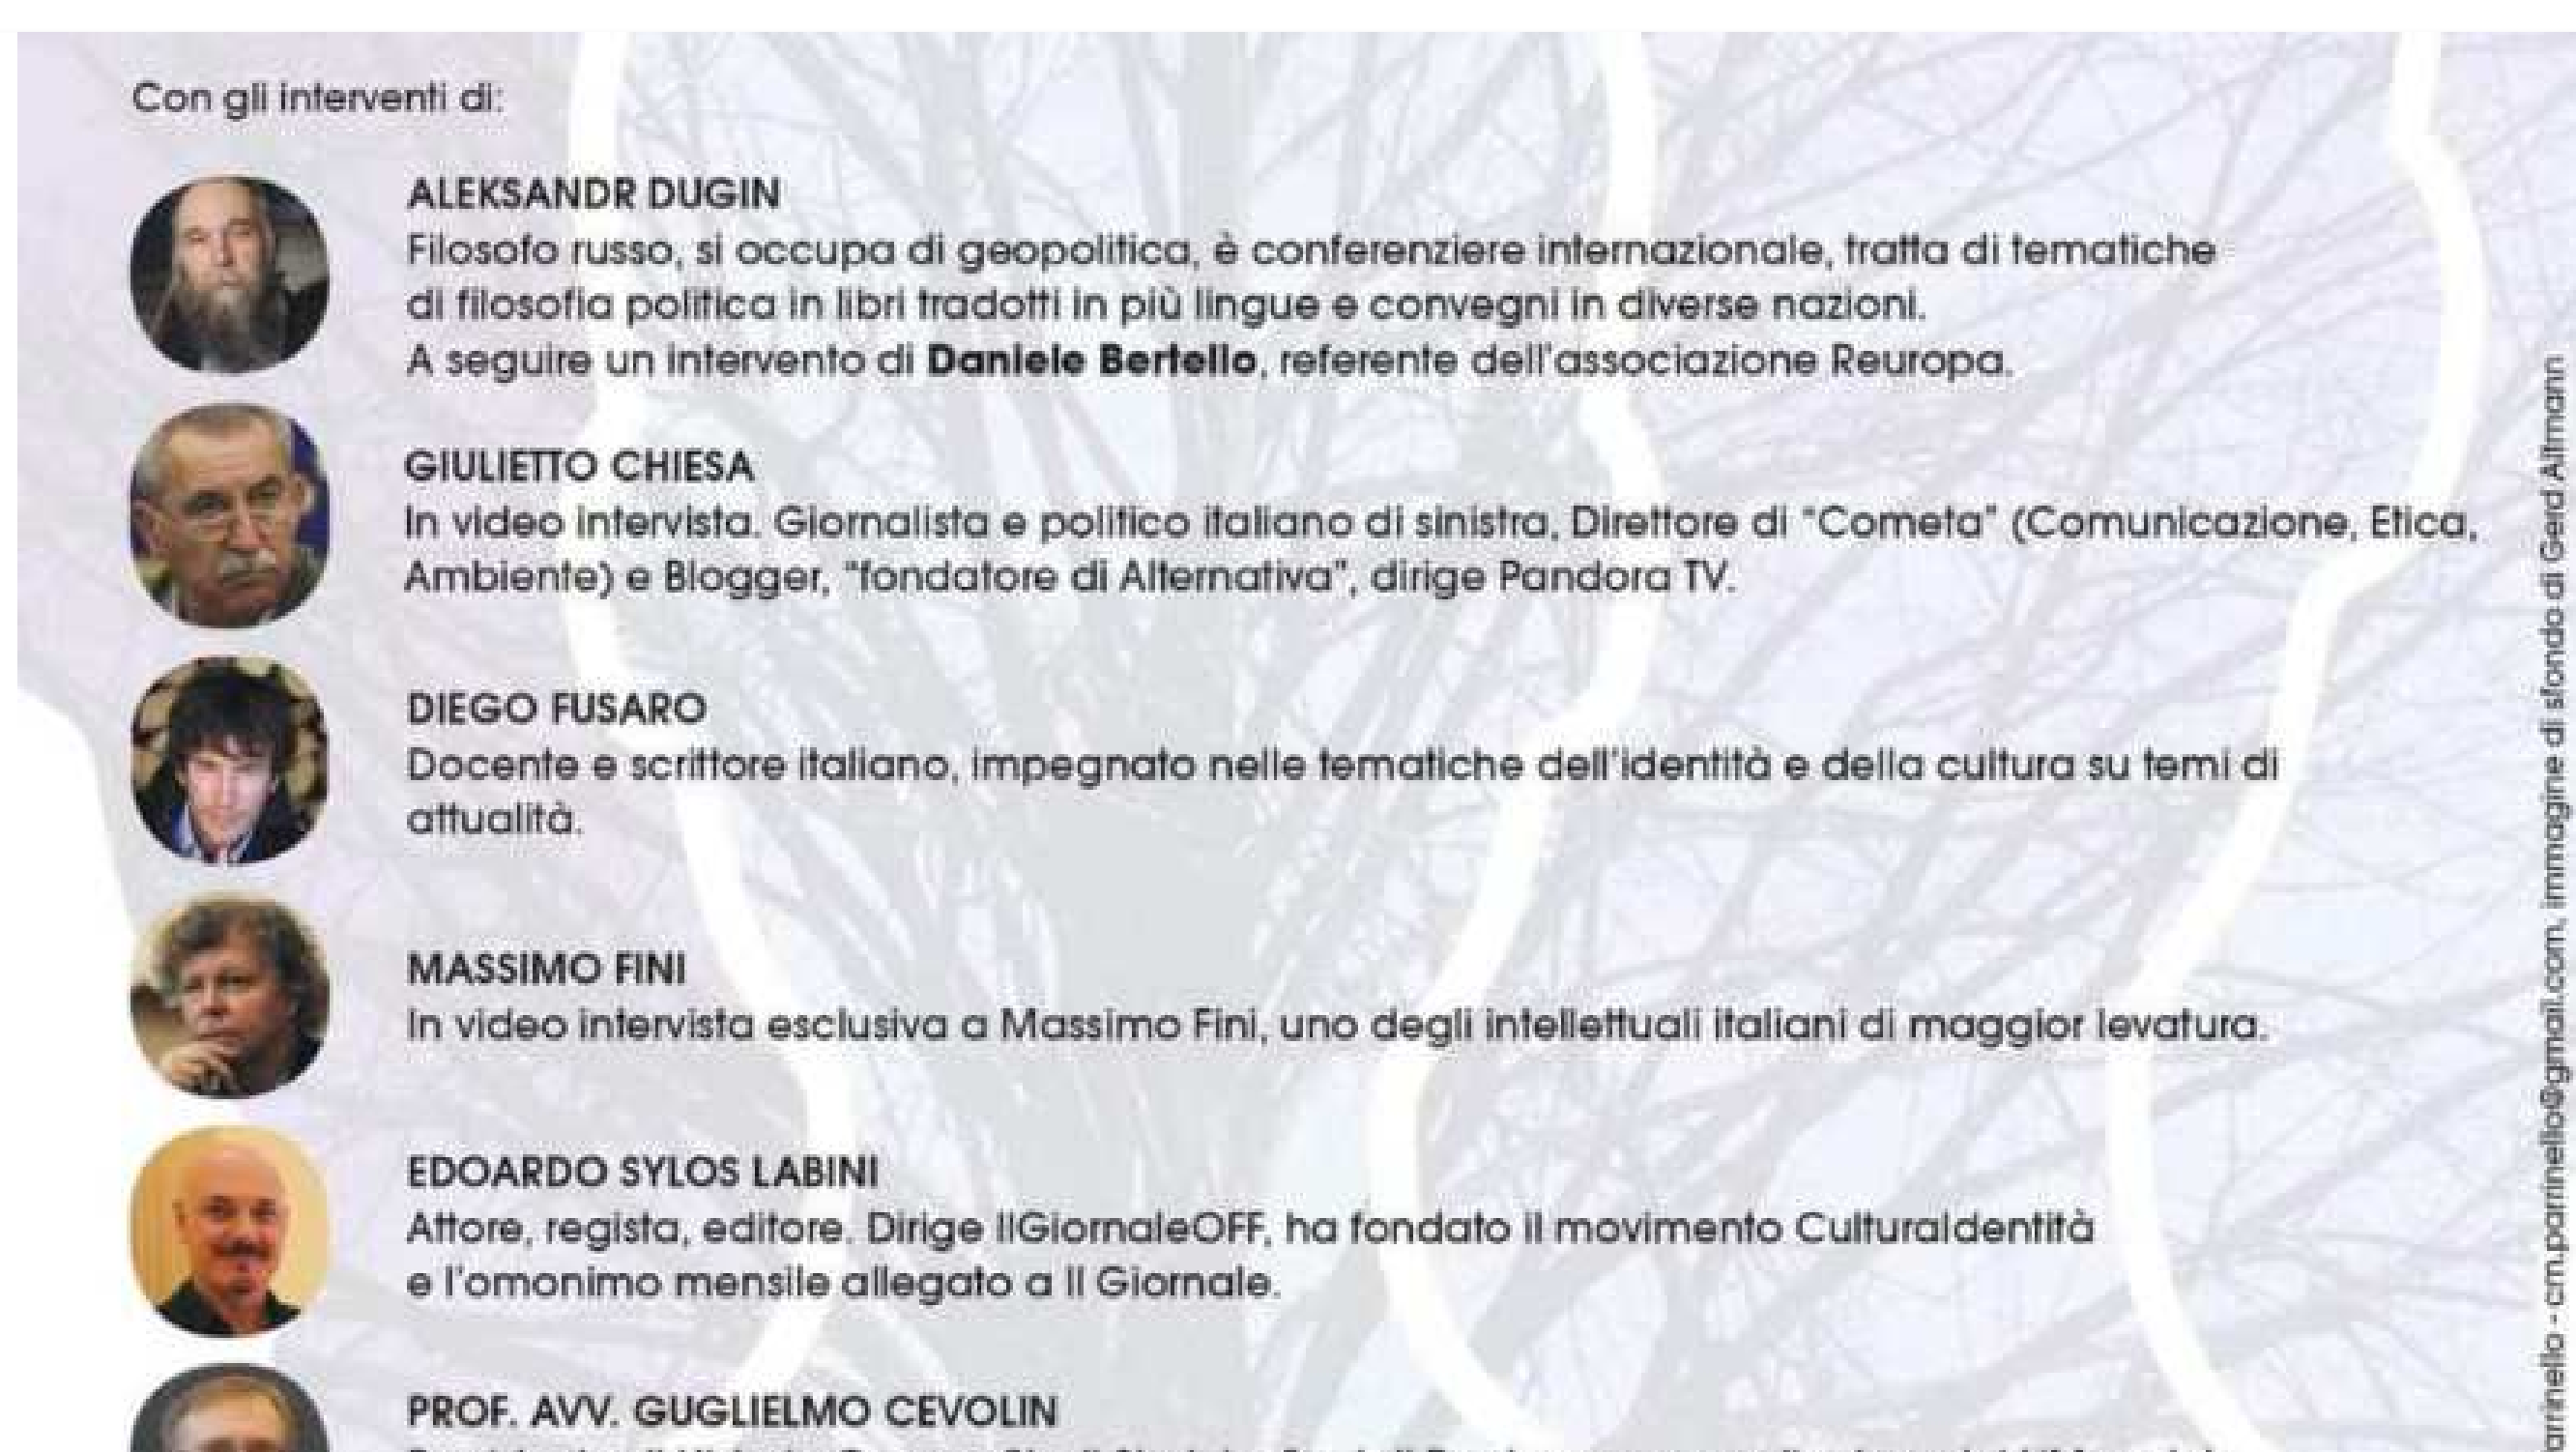 Con gli interventi di:
ALEKSANDR DUGIN
Filosofo russo, si occupa di geopolitica, è conferenziere internazionale, tratta di tematiche
di filosofia politica in libri tradotti in più lingue e convegni in diverse nazioni.
A seguire un intervento di Daniele Bertello, referente dell'associazione Reuropa.
GIULIETTO CHIESA
In video intervista. Giornalista e politico italiano di sinistra, Direttore di "Cometa" (Comunicazione, Etica,
Ambiente) e Blogger, "fondatore di Alternativa", dirige Pandora TV.
DIEGO FUSARO
Docente e scrittore italiano, impegnato nelle tematiche dell'identità e della cultura su temi di
attualità.
MASSIMO FINI
In video intervista esclusiva a Massimo Fini, uno degli intellettuali italiani di maggior levatura.
EDOARDO SYLOS LABINI
Attore, regista, editore. Dirige IlGiornaleOFF, ha fondato il movimento CulturaIdentità
e l'omonimo mensile allegato a Il Giornale.
PROF. AVV. GUGLIELMO CEVOLIN
arrinello - cm.parrinello@gmail.com, immagine di sfondo di Gerd Altmann